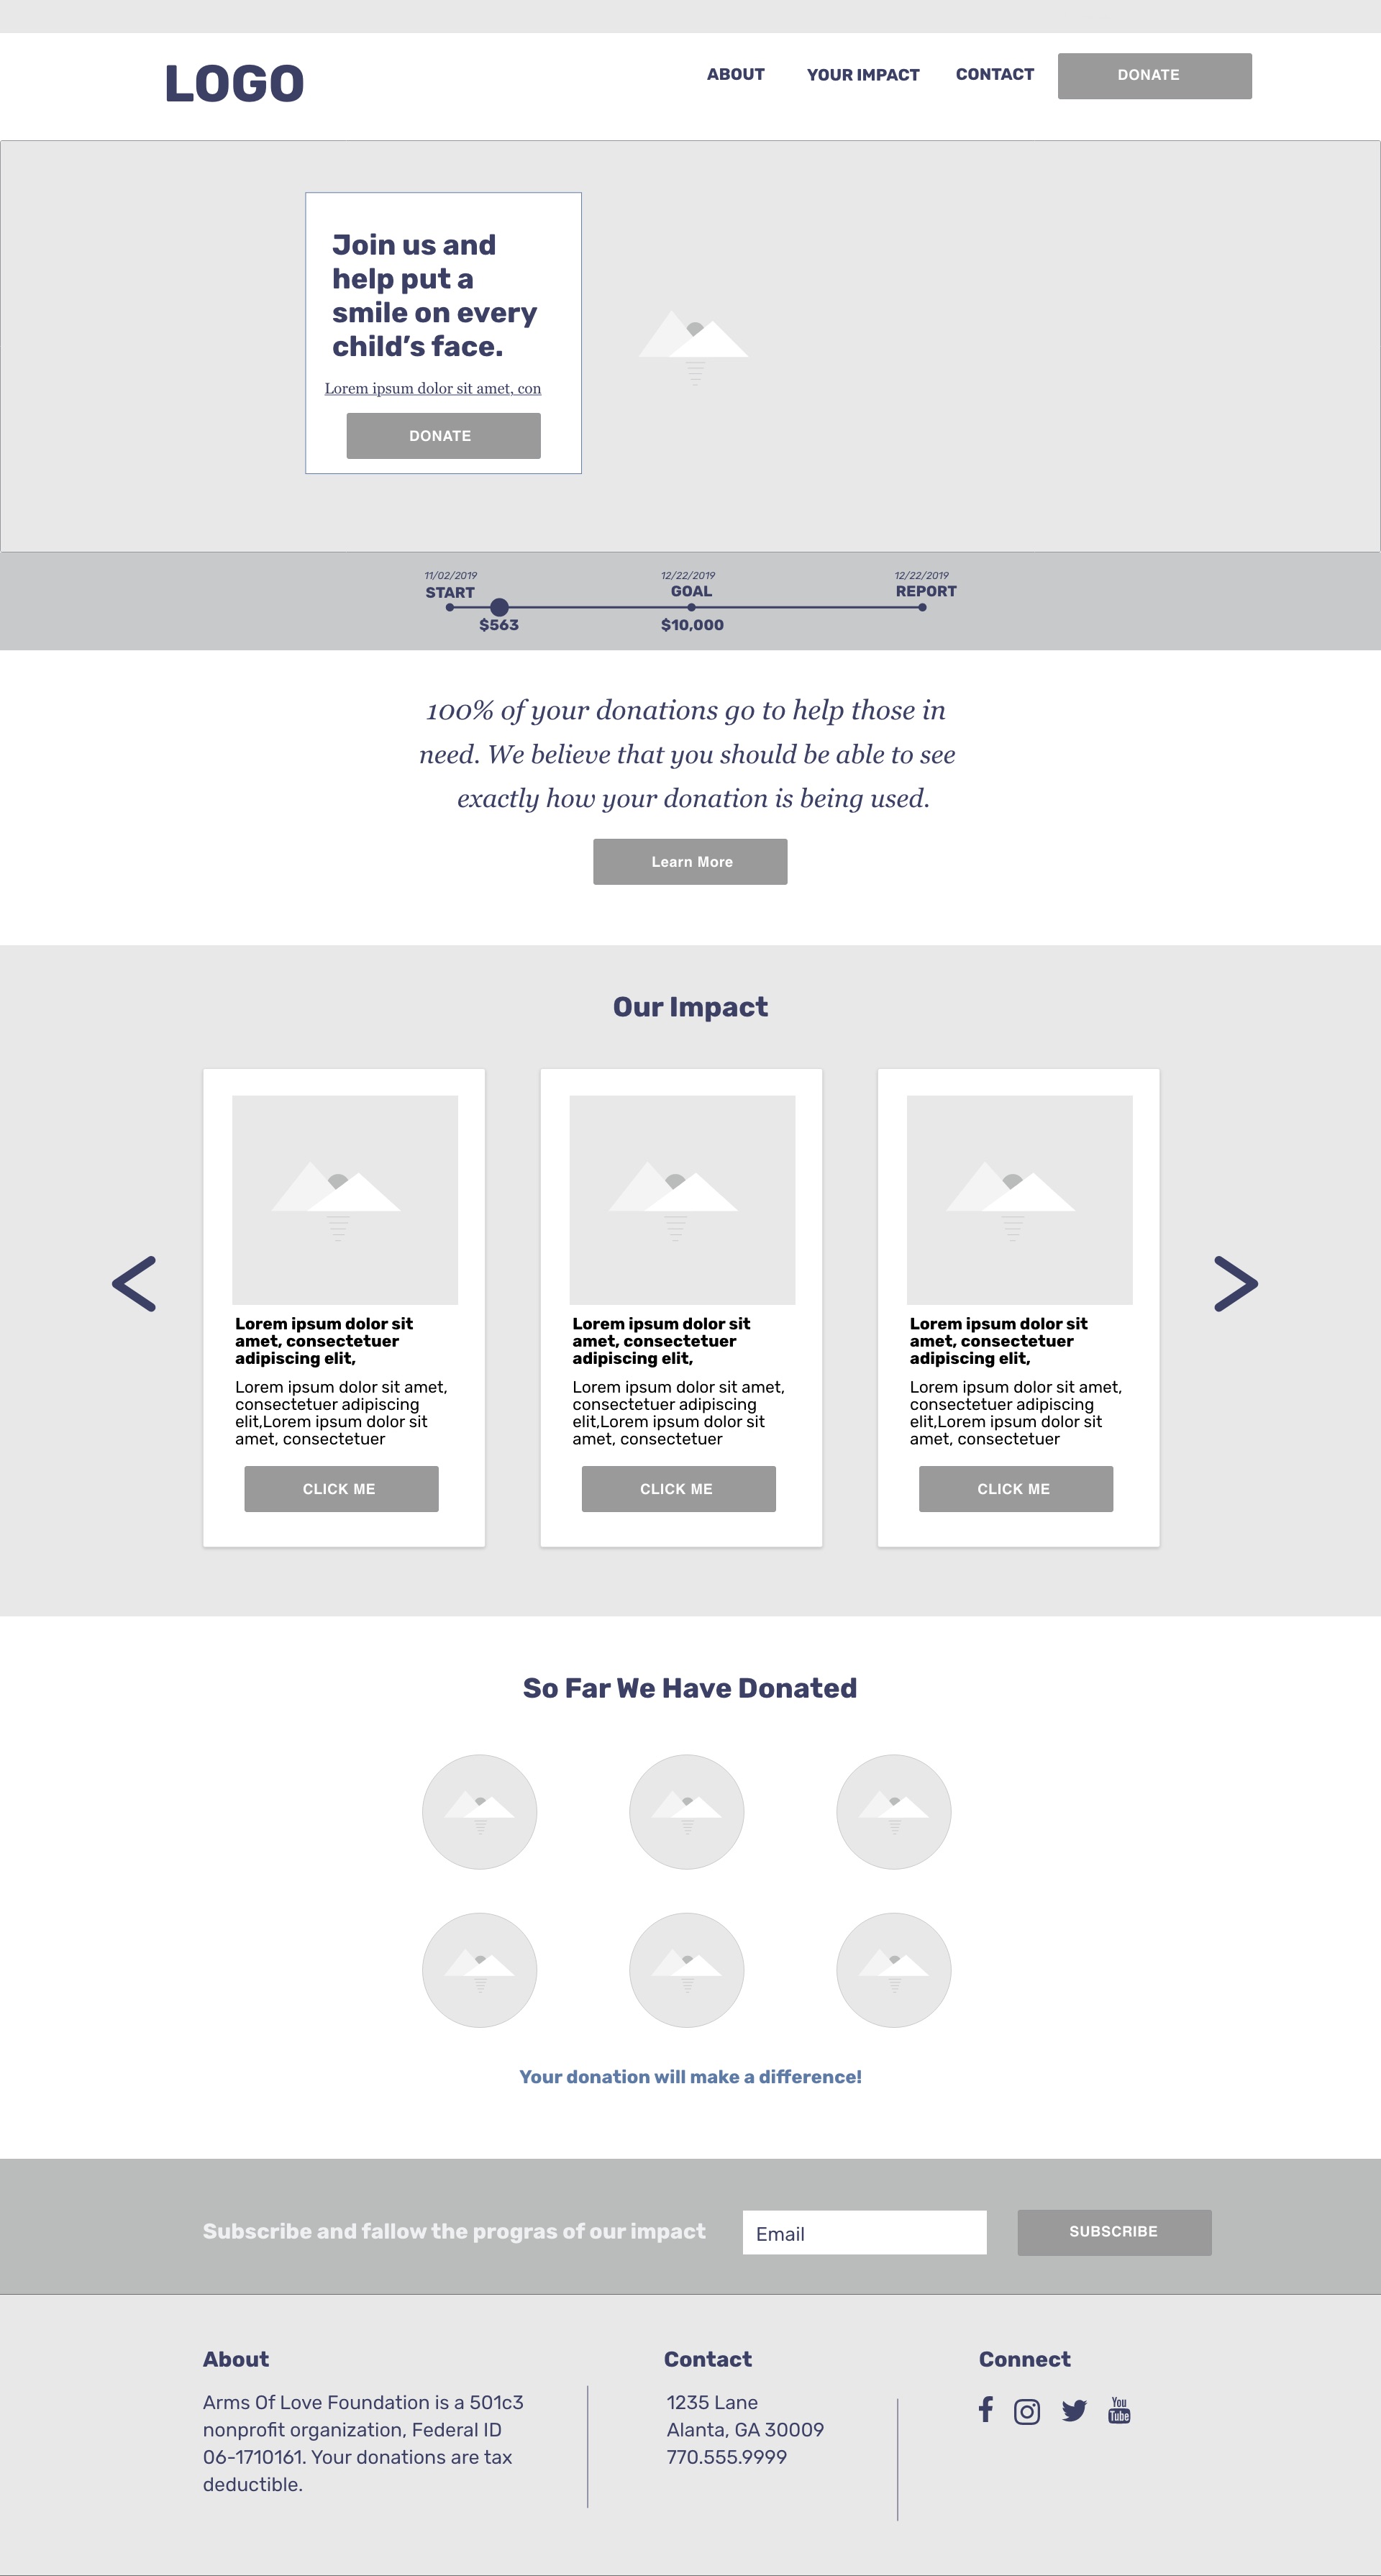 LOGO
ABOUT YOUR IMPACT CONTACT DONATE
Join us and
help put a
smile on every
child’s face.
Lorem ipsum dolor sit amet, con
DONATE
11/02/2019 12/22/2019 12/22/2019
START GOAL REPORT
$563 $10,000
100% of your donations go to help those in
need. We believe that you should be able to see
exactly how your donation is being used.
Learn More
Our Impact
Lorem ipsum dolor sit
amet, consectetuer
adipiscing elit,
Lorem ipsum dolor sit amet,
consectetuer adipiscing
elit,Lorem ipsum dolor sit
amet, consectetuer
CLICK ME
Lorem ipsum dolor sit
amet, consectetuer
adipiscing elit,
Lorem ipsum dolor sit amet,
consectetuer adipiscing
elit,Lorem ipsum dolor sit
amet, consectetuer
CLICK ME
Lorem ipsum dolor sit
amet, consectetuer
adipiscing elit,
Lorem ipsum dolor sit amet,
consectetuer adipiscing
elit,Lorem ipsum dolor sit
amet, consectetuer
CLICK ME
So Far We Have Donated
Your donation will make a difference!
Subscribe and fallow the progras of our impact
Email
SUBSCRIBE
About
Arms Of Love Foundation is a 501c3
nonprofit organization, Federal ID
06-1710161. Your donations are tax
deductible.
Contact
1235 Lane
Alanta, GA 30009
770.555.9999
Connect
You
Tube